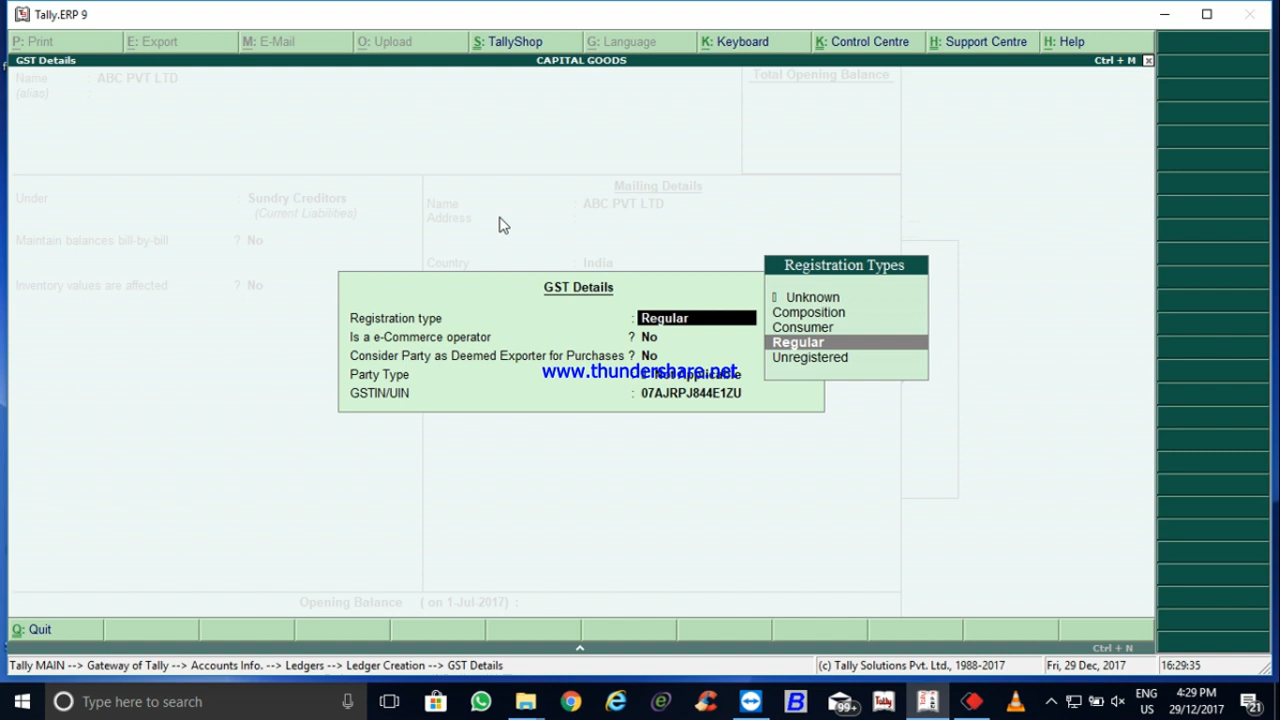 Tally.ERP 9
P: Print E: Export M: E-Mail O: Upload S: TallyShop G: Language K: Keyboard K: Control Centre H: Support Centre H: Help
GST Details CAPITAL GOODS Ctrl + M
Name : ABC PVT LTD Total Opening Balance
(alias) :
Under : Sundry Creditors Mailing Details
(Current Liabilities) Name : ABC PVT LTD
Address :
Maintain balances bill-by-bill ? No
Country : India
Inventory values are affected ? No
GST Details
Registration type : Regular
Is a e-Commerce operator ? No
Consider Party as Deemed Exporter for Purchases ? No
Party Type : Not Applicable
GSTIN/UIN : 07AJRPJ844E1ZU
www.thundershare.net
Registration Types
Unknown
Composition
Consumer
Regular
Unregistered
Opening Balance ( on 1-Jul-2017) :
Q: Quit
Ctrl + N
Tally MAIN --> Gateway of Tally --> Accounts Info. --> Ledgers --> Ledger Creation --> GST Details (c) Tally Solutions Pvt. Ltd., 1988-2017 Fri, 29 Dec, 2017 16:29:35
Type here to search
99+
Tally
ENG 4:29 PM
US 29/12/2017
21